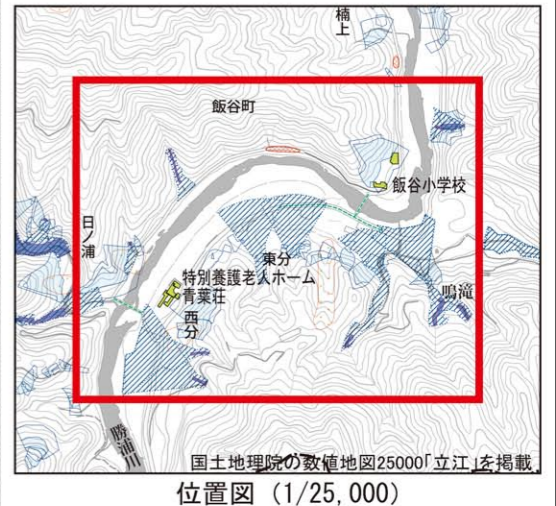 楠上
飯谷町
飯谷小学校
日ノ浦
東分
特別養護老人ホーム
青葉荘
西分
鳴滝
勝浦川
国土地理院の数値地図25000「立江」を掲載
位置図 (1/25,000)